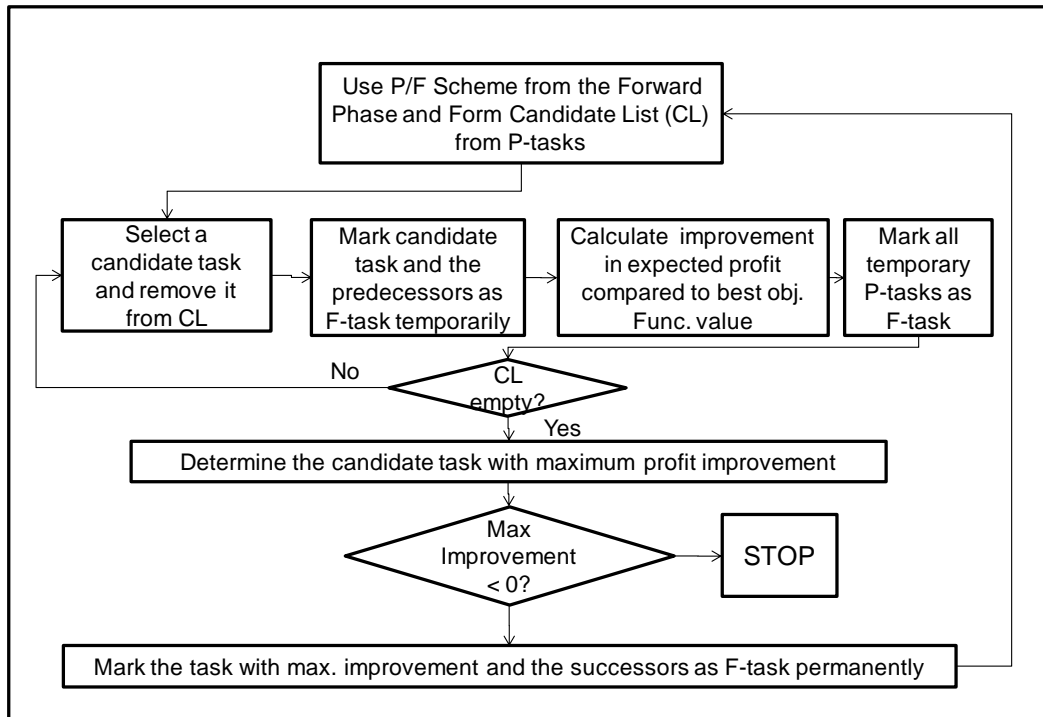 Use P/F Scheme from the Forward
Phase and Form Candidate List (CL)
from P-tasks
Select a
candidate task
and remove it
from CL
Mark candidate
task and the
predecessors as
F-task temporarily
Calculate improvement
in expected profit
compared to best obj.
Func. value
Mark all
temporary
P-tasks as
F-task
No
CL
empty?
Yes
Determine the candidate task with maximum profit improvement
Max
Improvement
< 0?
STOP
Mark the task with max. improvement and the successors as F-task permanently